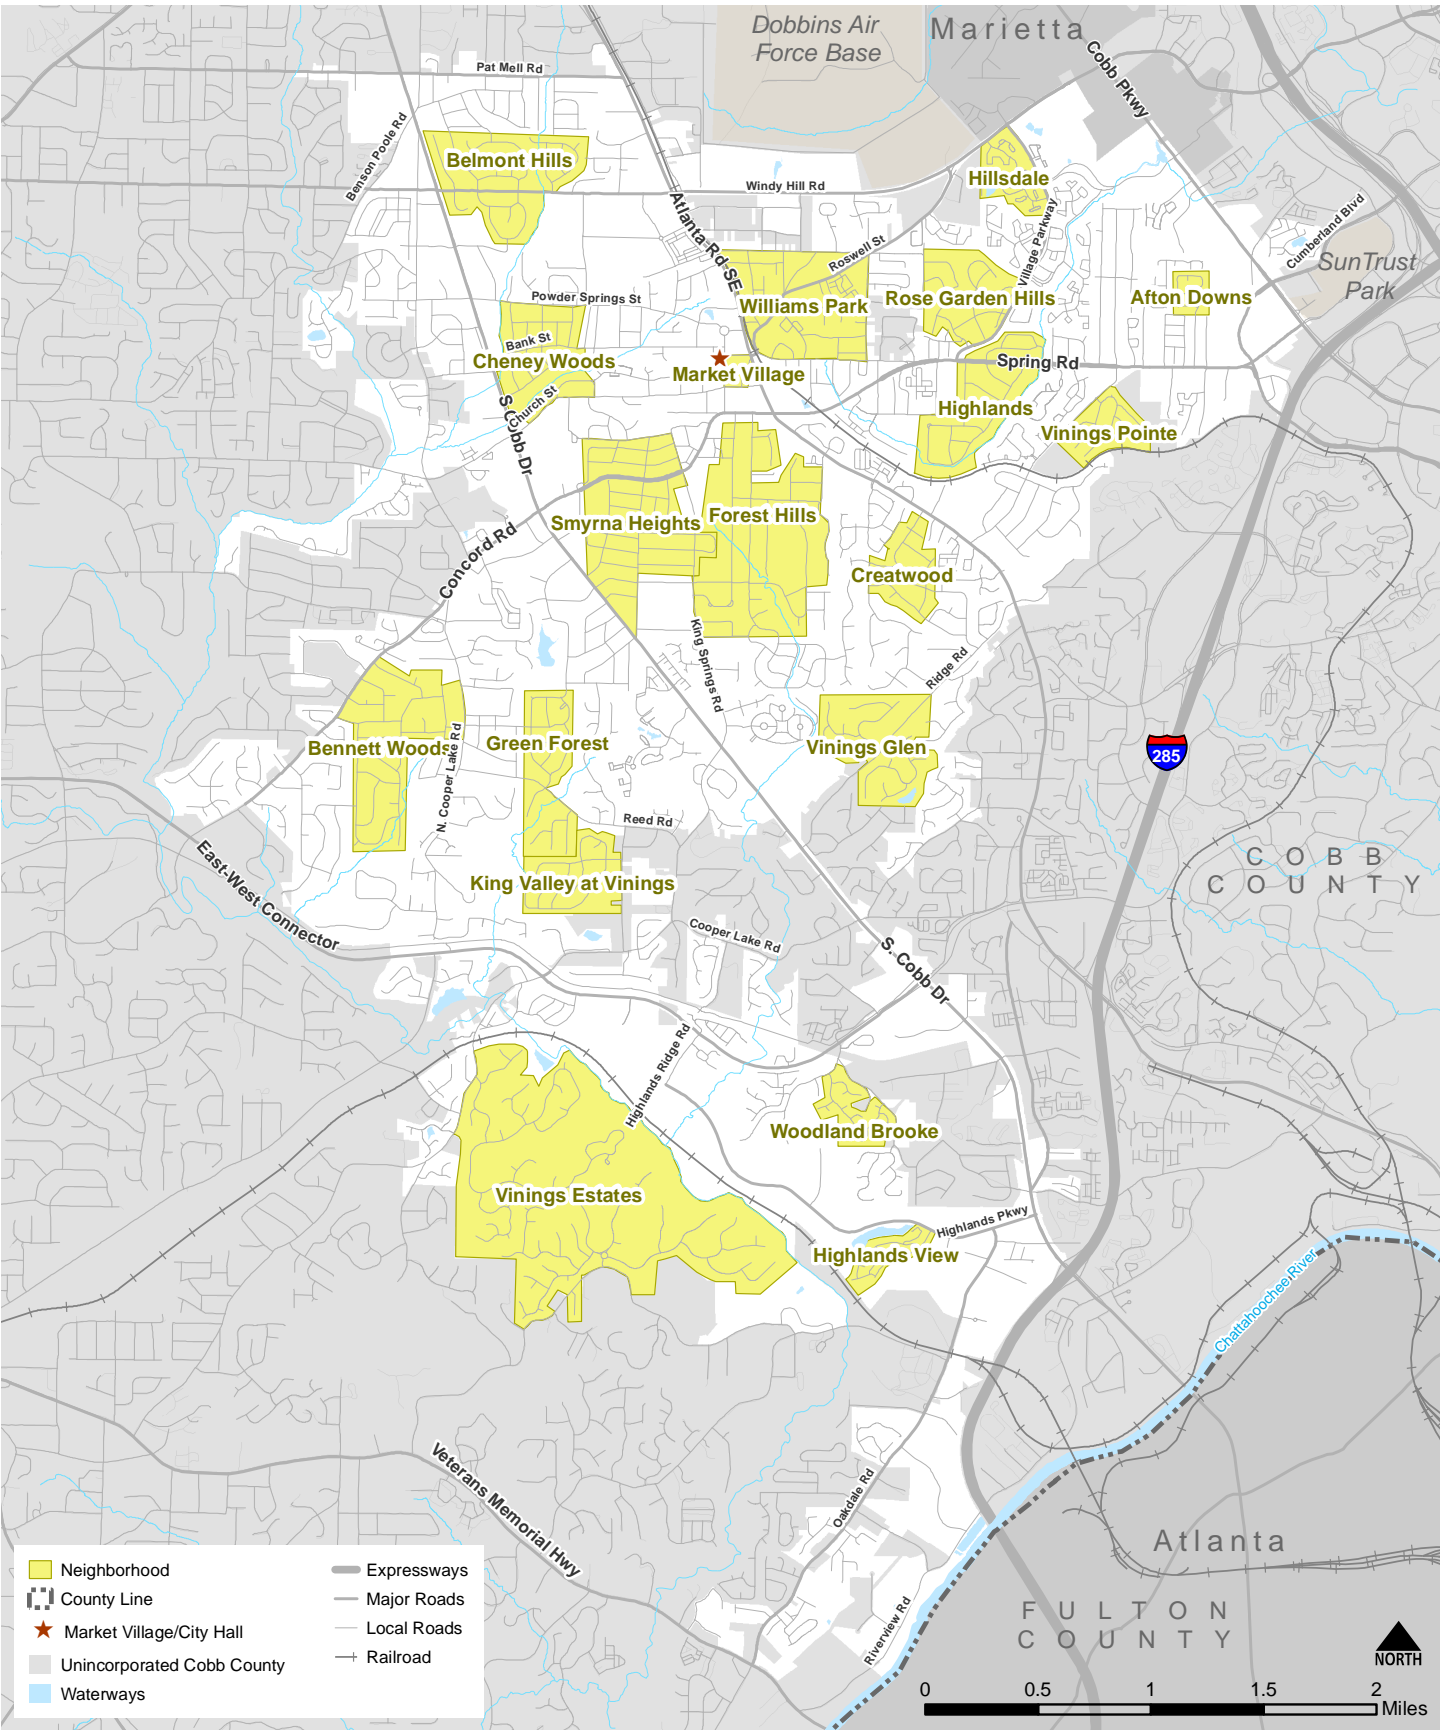 Dobbins Air
Force Base
Marietta
Cobb Pkwy
Pat Mell Rd
Benson Poole Rd
Belmont Hills
Windy Hill Rd
Hillsdale
Atlanta Rd SE
Roswell St
Village Parkway
Cumberland Blvd
SunTrust
Park
Powder Springs St
Williams Park
Rose Garden Hills
Afton Downs
Bank St
Cheney Woods
Market Village
Spring Rd
Church St
S Cobb Dr
Highlands
Vinings Pointe
Smyrna Heights
Forest Hills
Concord Rd
Creatwood
King Springs Rd
Ridge Rd
Bennett Woods
N. Cooper Lake Rd
Green Forest
Vinings Glen
285
Reed Rd
East-West Connector
King Valley at Vinings
COBB
COUNTY
Cooper Lake Rd
S. Cobb Dr
Highlands Ridge Rd
Woodland Brooke
Vinings Estates
Highlands Pkwy
Highlands View
Chattahoochee River
Veterans Memorial Hwy
Oakdale Rd
Atlanta
Riverview Rd
FULTON
COUNTY
Neighborhood
County Line
Market Village/City Hall
Unincorporated Cobb County
Waterways
Expressways
Major Roads
Local Roads
Railroad
NORTH
0 0.5 1 1.5 2
Miles